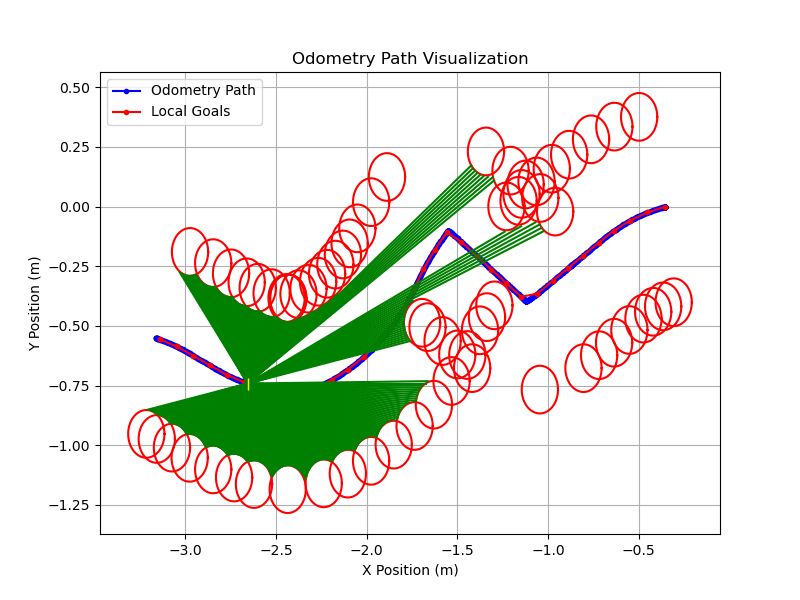 Odometry Path Visualization
Odometry Path
Local Goals
Y Position (m)
0.50
0.25
0.00
−0.25
−0.50
−0.75
−1.00
−1.25
−3.0 −2.5 −2.0 −1.5 −1.0 −0.5
X Position (m)